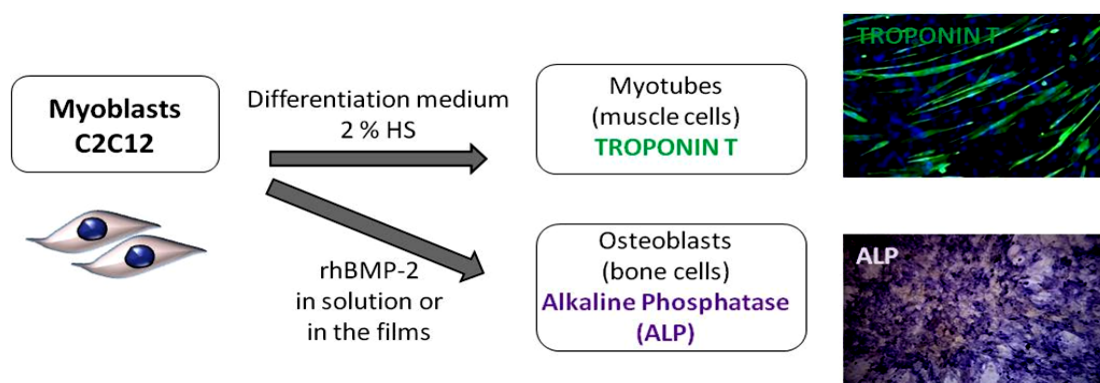 Myoblasts
C2C12
Differentiation medium
2 % HS
rhBMP-2
in solution or
in the films
Myotubes
(muscle cells)
TROPONIN T
Osteoblasts
(bone cells)
Alkaline Phosphatase
(ALP)
TROPONIN T
ALP